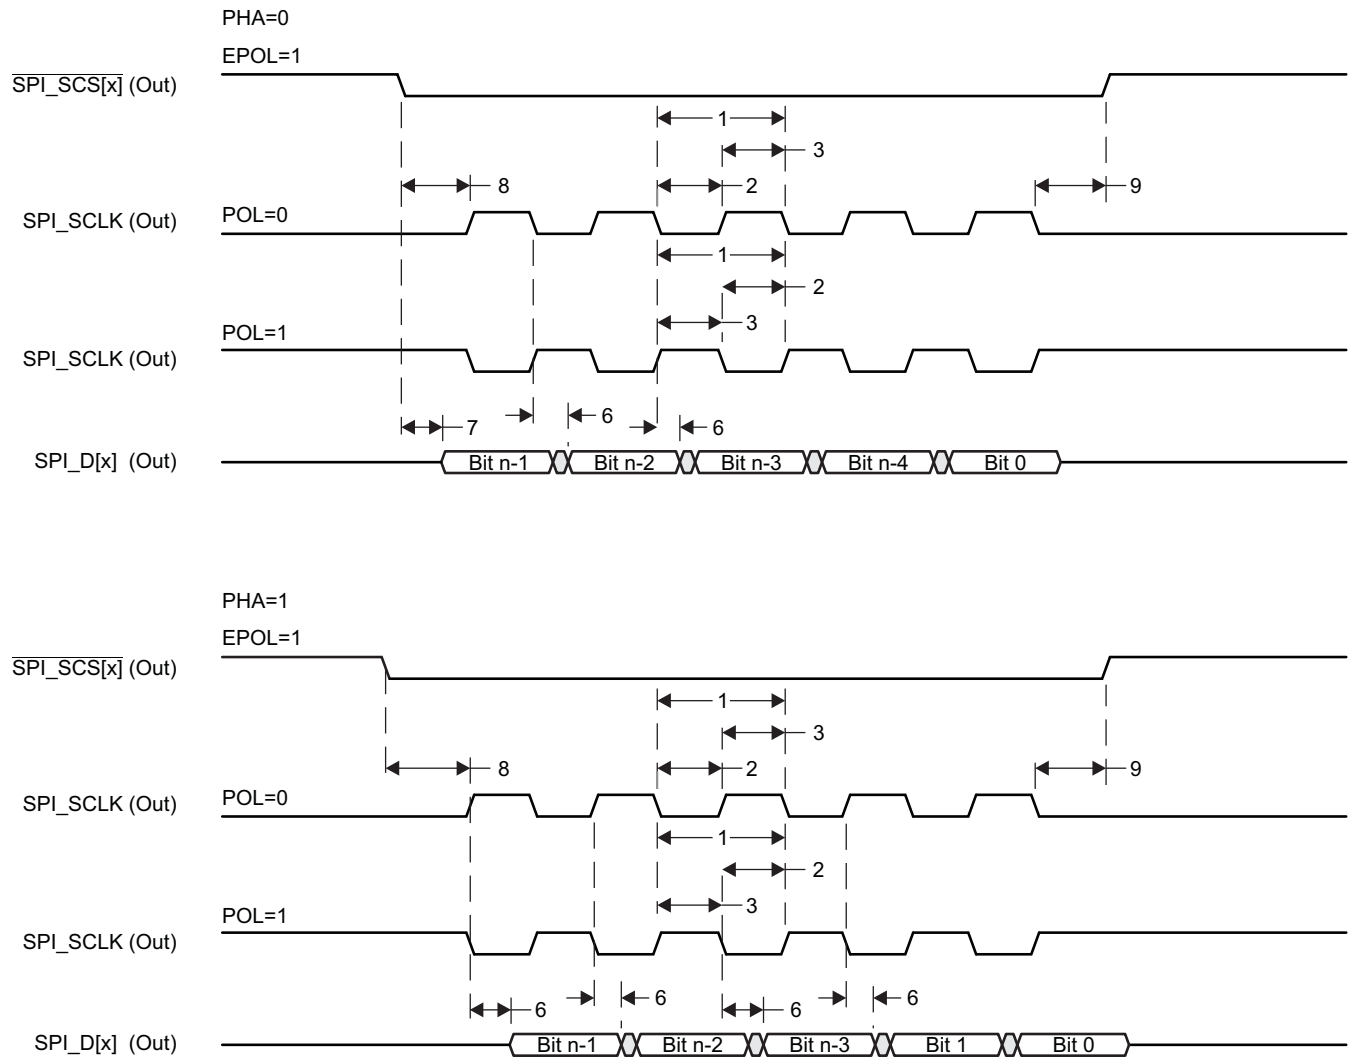 PHA=0
EPOL=1
SPI_SCS[x] (Out)
1
3
8
2
9
POL=0
SPI_SCLK (Out)
1
2
3
POL=1
SPI_SCLK (Out)
6
7
6
SPI_D[x] (Out)
Bit n-1
Bit n-2
Bit n-3
Bit n-4
Bit 0
PHA=1
EPOL=1
SPI_SCS[x] (Out)
1
3
8
2
9
POL=0
SPI_SCLK (Out)
1
2
3
POL=1
SPI_SCLK (Out)
6
6
6
6
SPI_D[x] (Out)
Bit n-1
Bit n-2
Bit n-3
Bit 1
Bit 0